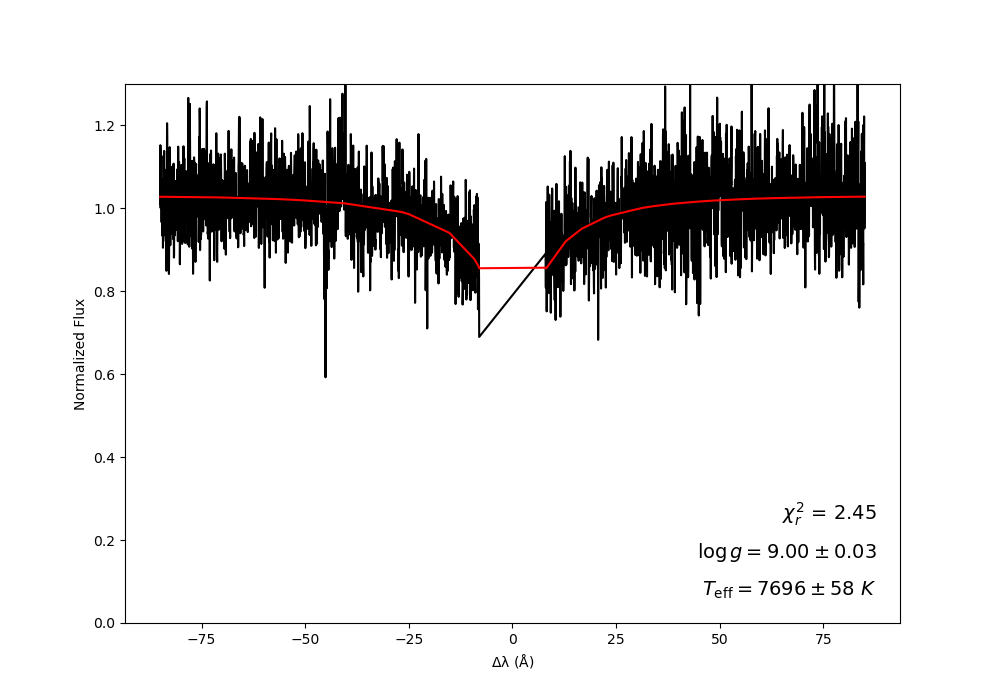 1.2
1.0
0.8
0.6
0.4
0.2
0.0
Normalized Flux
χ²ᵣ = 2.45
log g = 9.00 ± 0.03
T_eff = 7696 ± 58 K
−75 −50 −25 0 25 50 75
Δλ (Å)